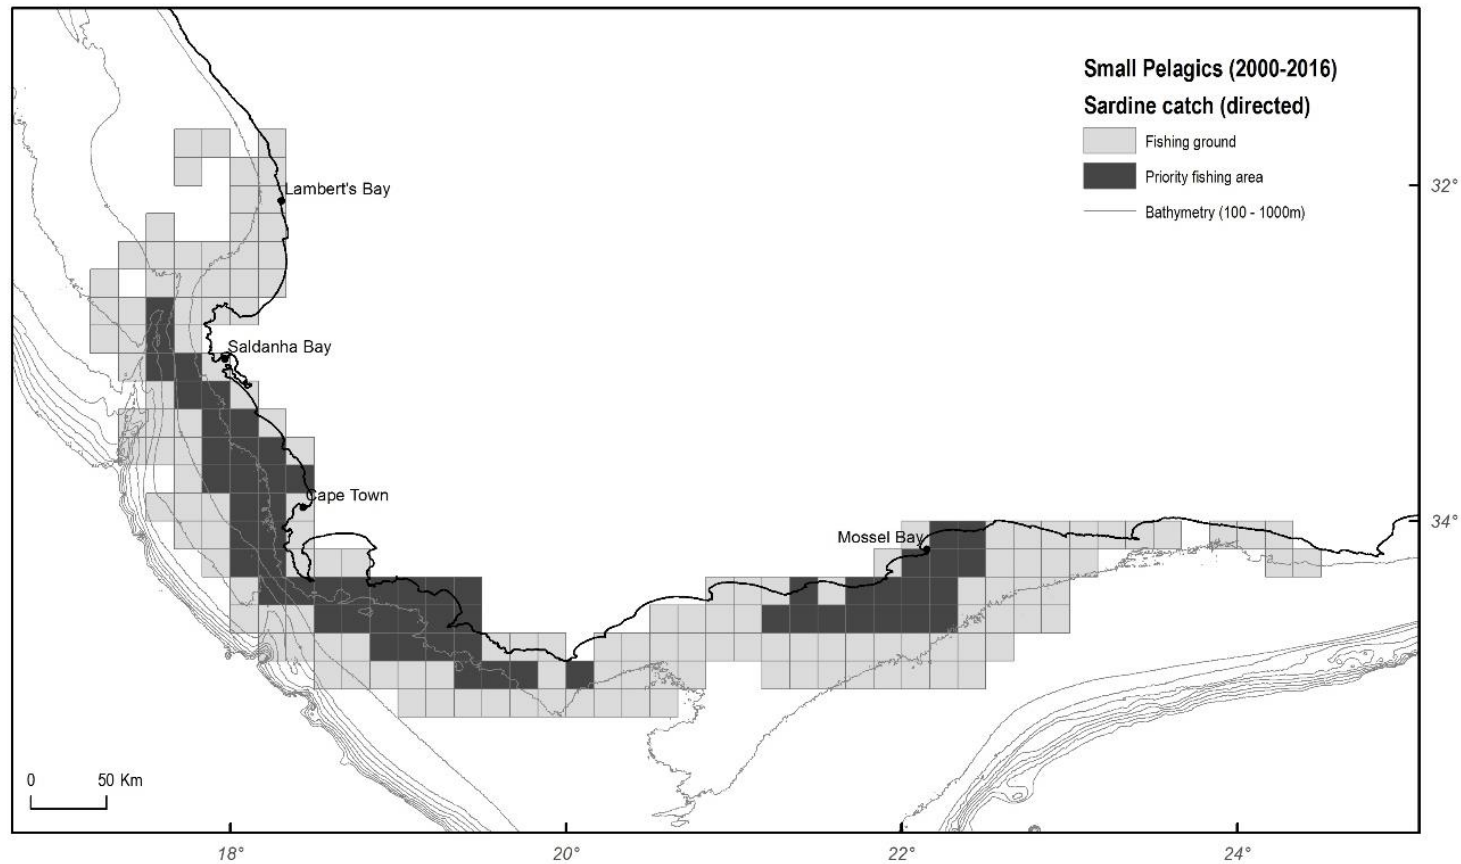 Small Pelagics (2000-2016)
Sardine catch (directed)
Fishing ground
Priority fishing area
Bathymetry (100 - 1000m)
Lambert's Bay
32°
Saldanha Bay
Cape Town
34°
Mossel Bay
0 50 Km
18° 20° 22° 24°